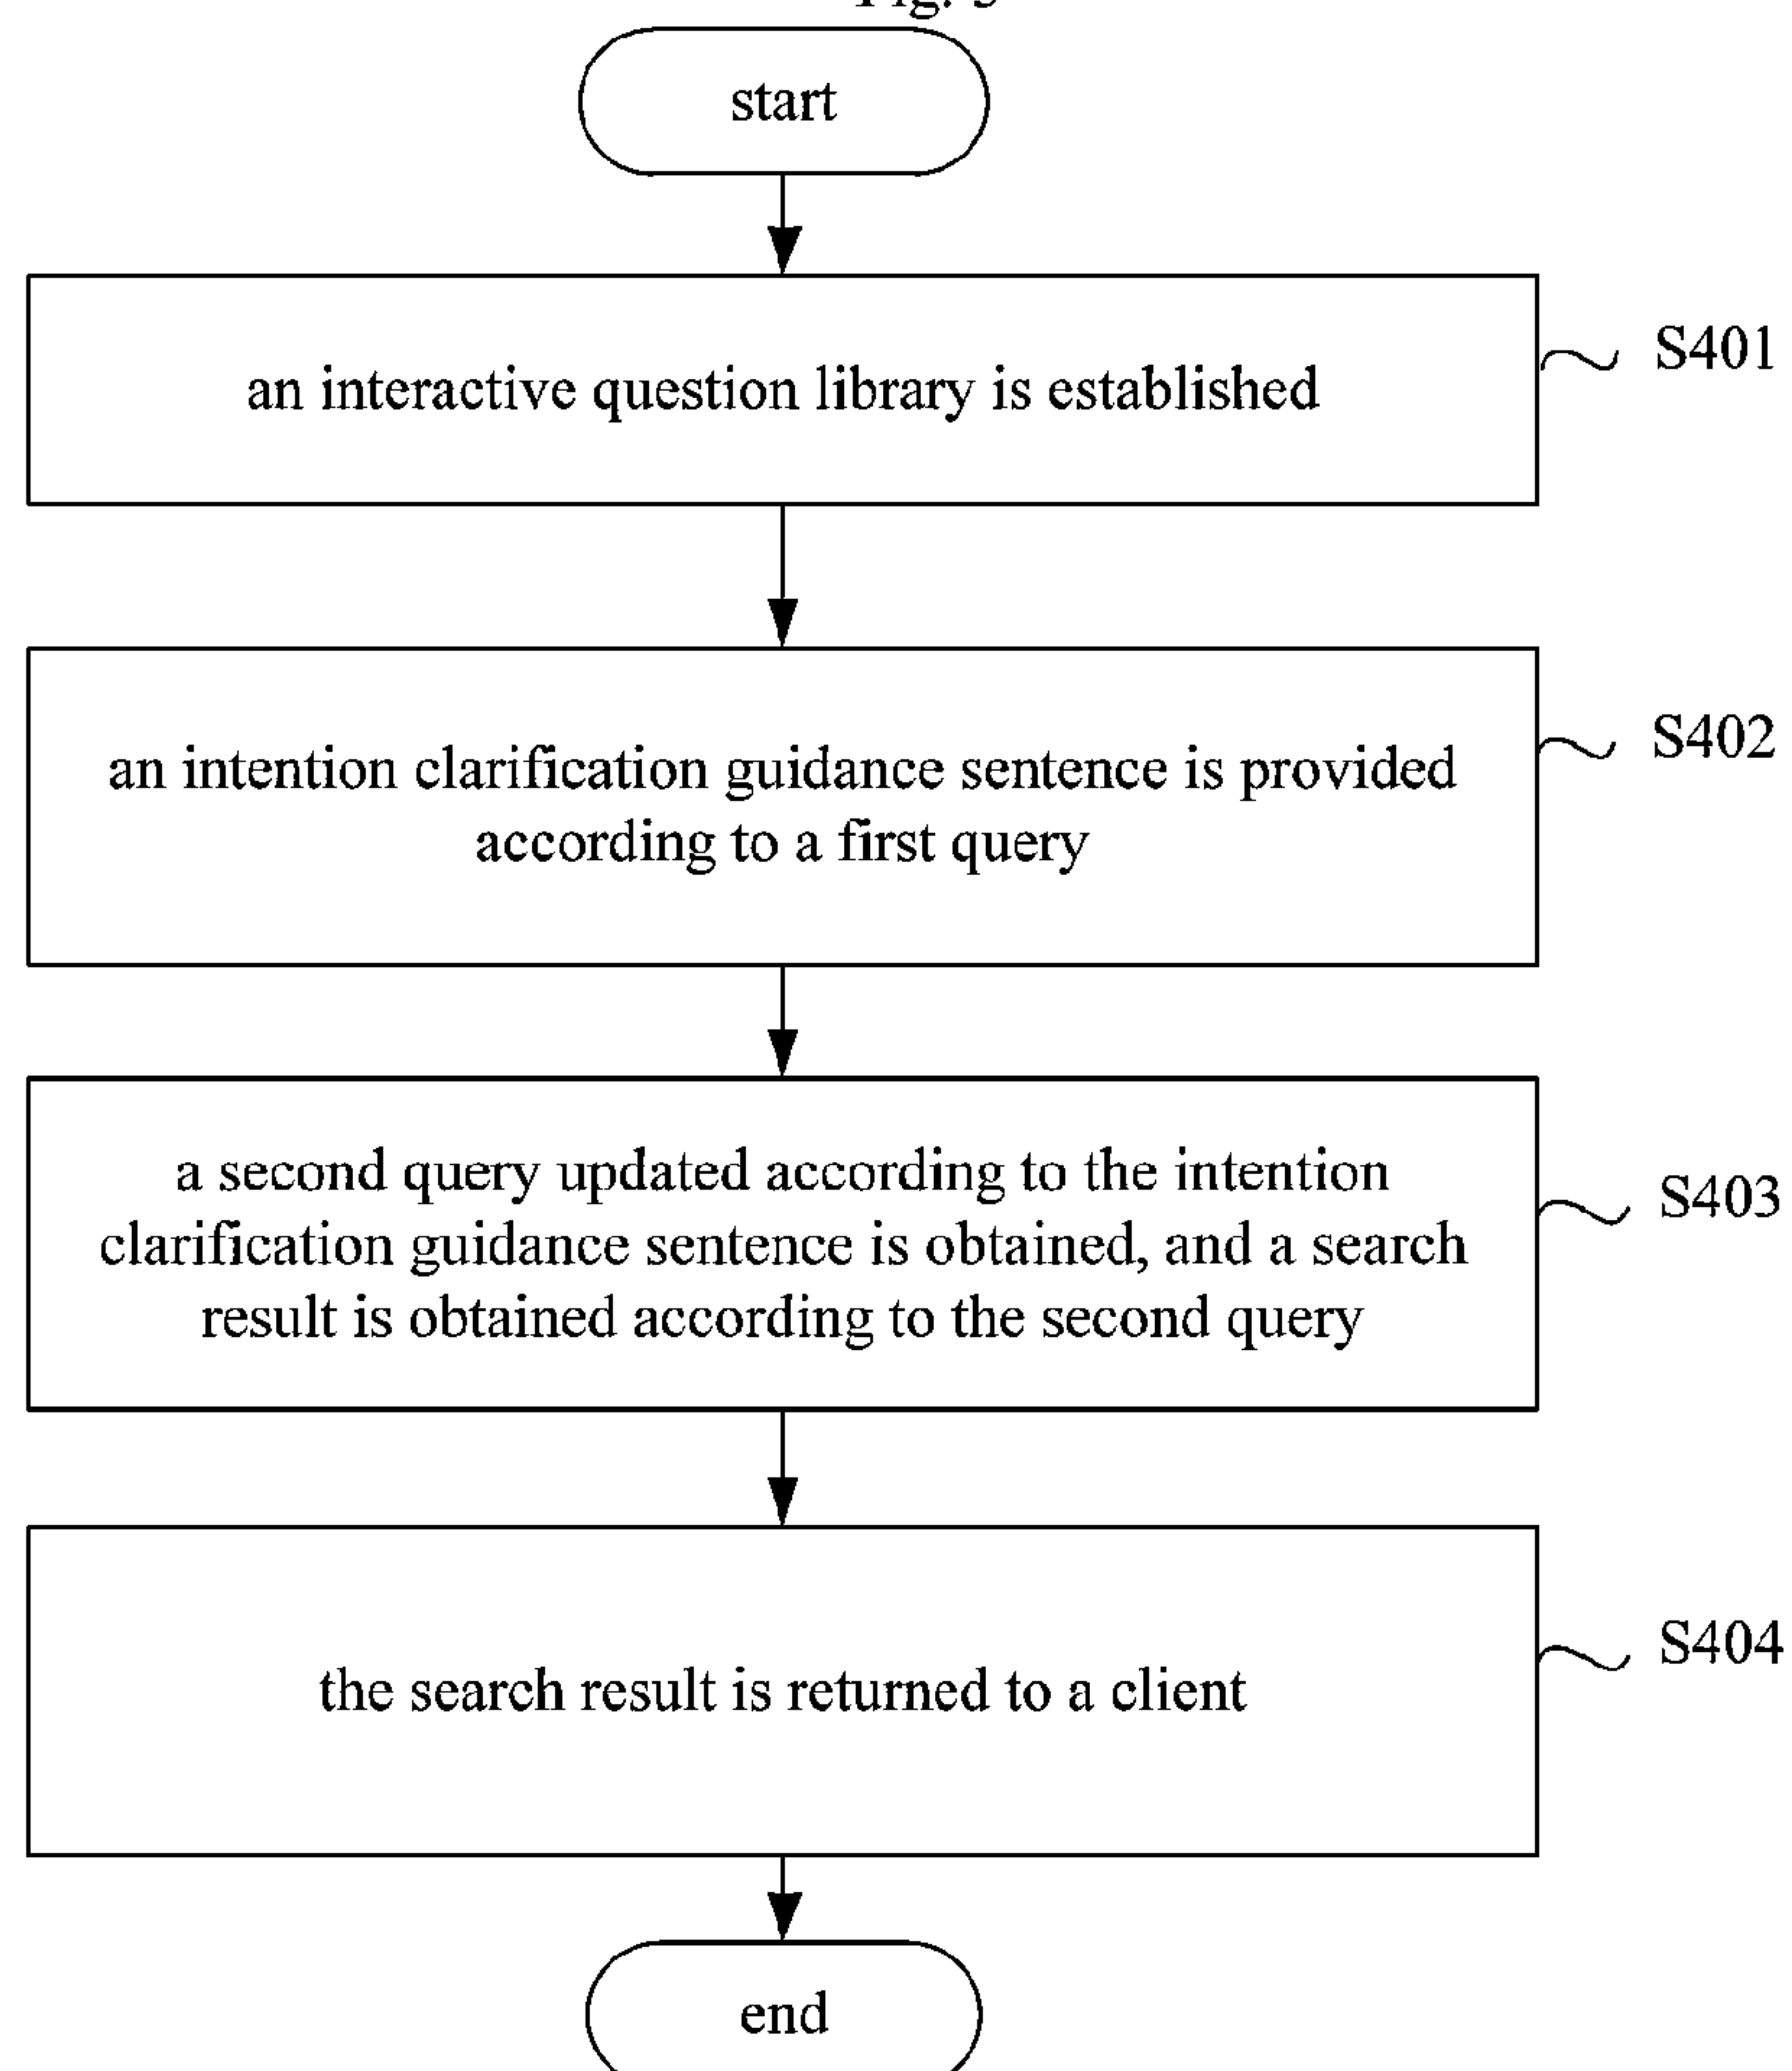 start
an interactive question library is established
S401
an intention clarification guidance sentence is provided
according to a first query
S402
a second query updated according to the intention
clarification guidance sentence is obtained, and a search
result is obtained according to the second query
S403
the search result is returned to a client
S404
end